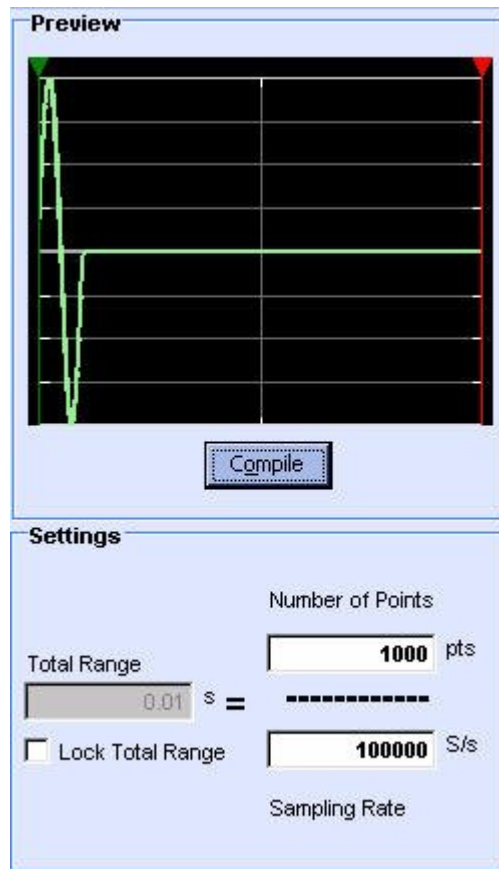 Preview
Compile
Settings
Number of Points
1000 pts
Total Range
0.01 s = ------------
Lock Total Range
100000 S/s
Sampling Rate